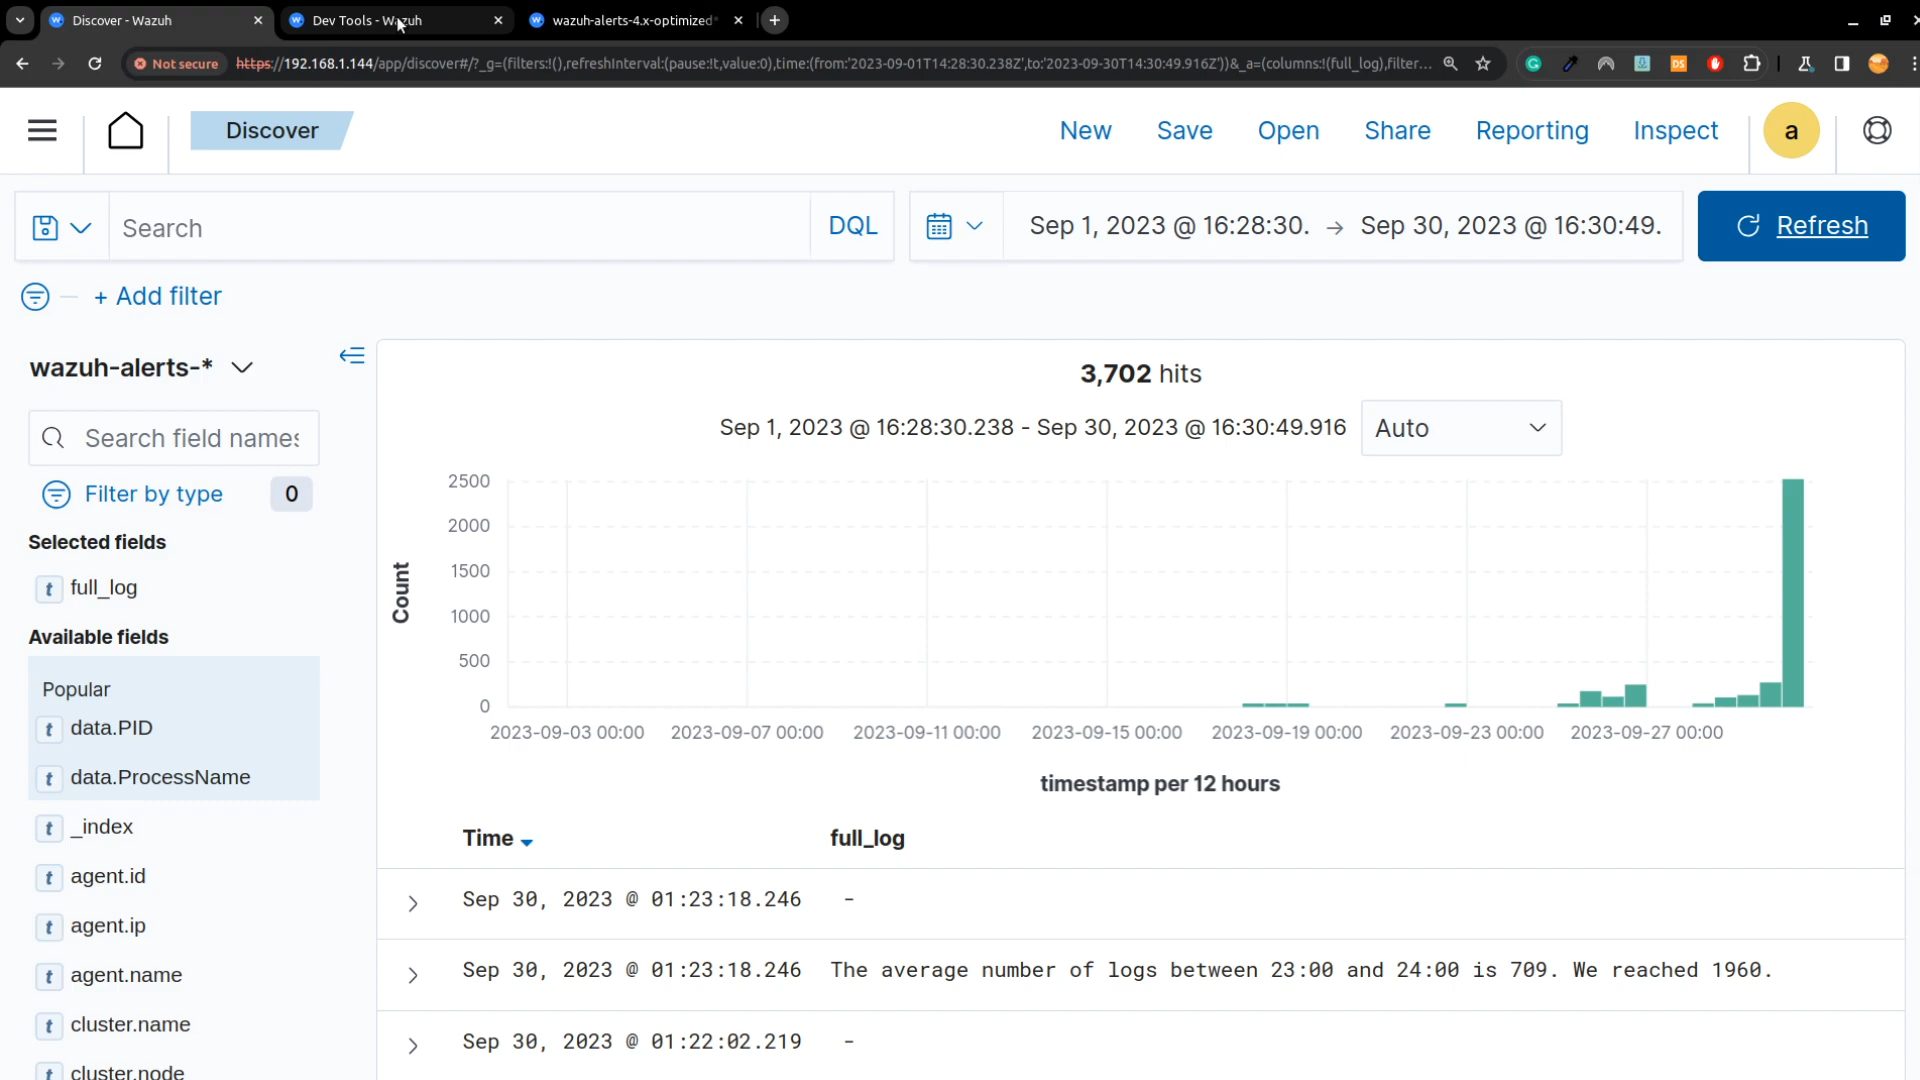 Discover - Wazuh
Dev Tools - Wazuh
wazuh-alerts-4.x-optimized*
Not secure
https://192.168.1.144/app/discover#/?_g=(filters:!(),refreshInterval:(pause:!t,value:0),time:(from:'2023-09-01T14:28:30.238Z',to:'2023-09-30T14:30:49.916Z'))&_a=(columns:!(full_log),filter...
DS
Discover
New
Save
Open
Share
Reporting
Inspect
a
Search
DQL
Sep 1, 2023 @ 16:28:30. → Sep 30, 2023 @ 16:30:49.
Refresh
+ Add filter
wazuh-alerts-*
3,702 hits
Sep 1, 2023 @ 16:28:30.238 - Sep 30, 2023 @ 16:30:49.916
Auto
Search field names
Filter by type 0
Selected fields
t full_log
Available fields
Popular
t data.PID
t data.ProcessName
t _index
t agent.id
t agent.ip
t agent.name
t cluster.name
t cluster.node
Count
2500
2000
1500
1000
500
0
2023-09-03 00:00
2023-09-07 00:00
2023-09-11 00:00
2023-09-15 00:00
2023-09-19 00:00
2023-09-23 00:00
2023-09-27 00:00
timestamp per 12 hours
Time full_log
Sep 30, 2023 @ 01:23:18.246 -
Sep 30, 2023 @ 01:23:18.246 The average number of logs between 23:00 and 24:00 is 709. We reached 1960.
Sep 30, 2023 @ 01:22:02.219 -